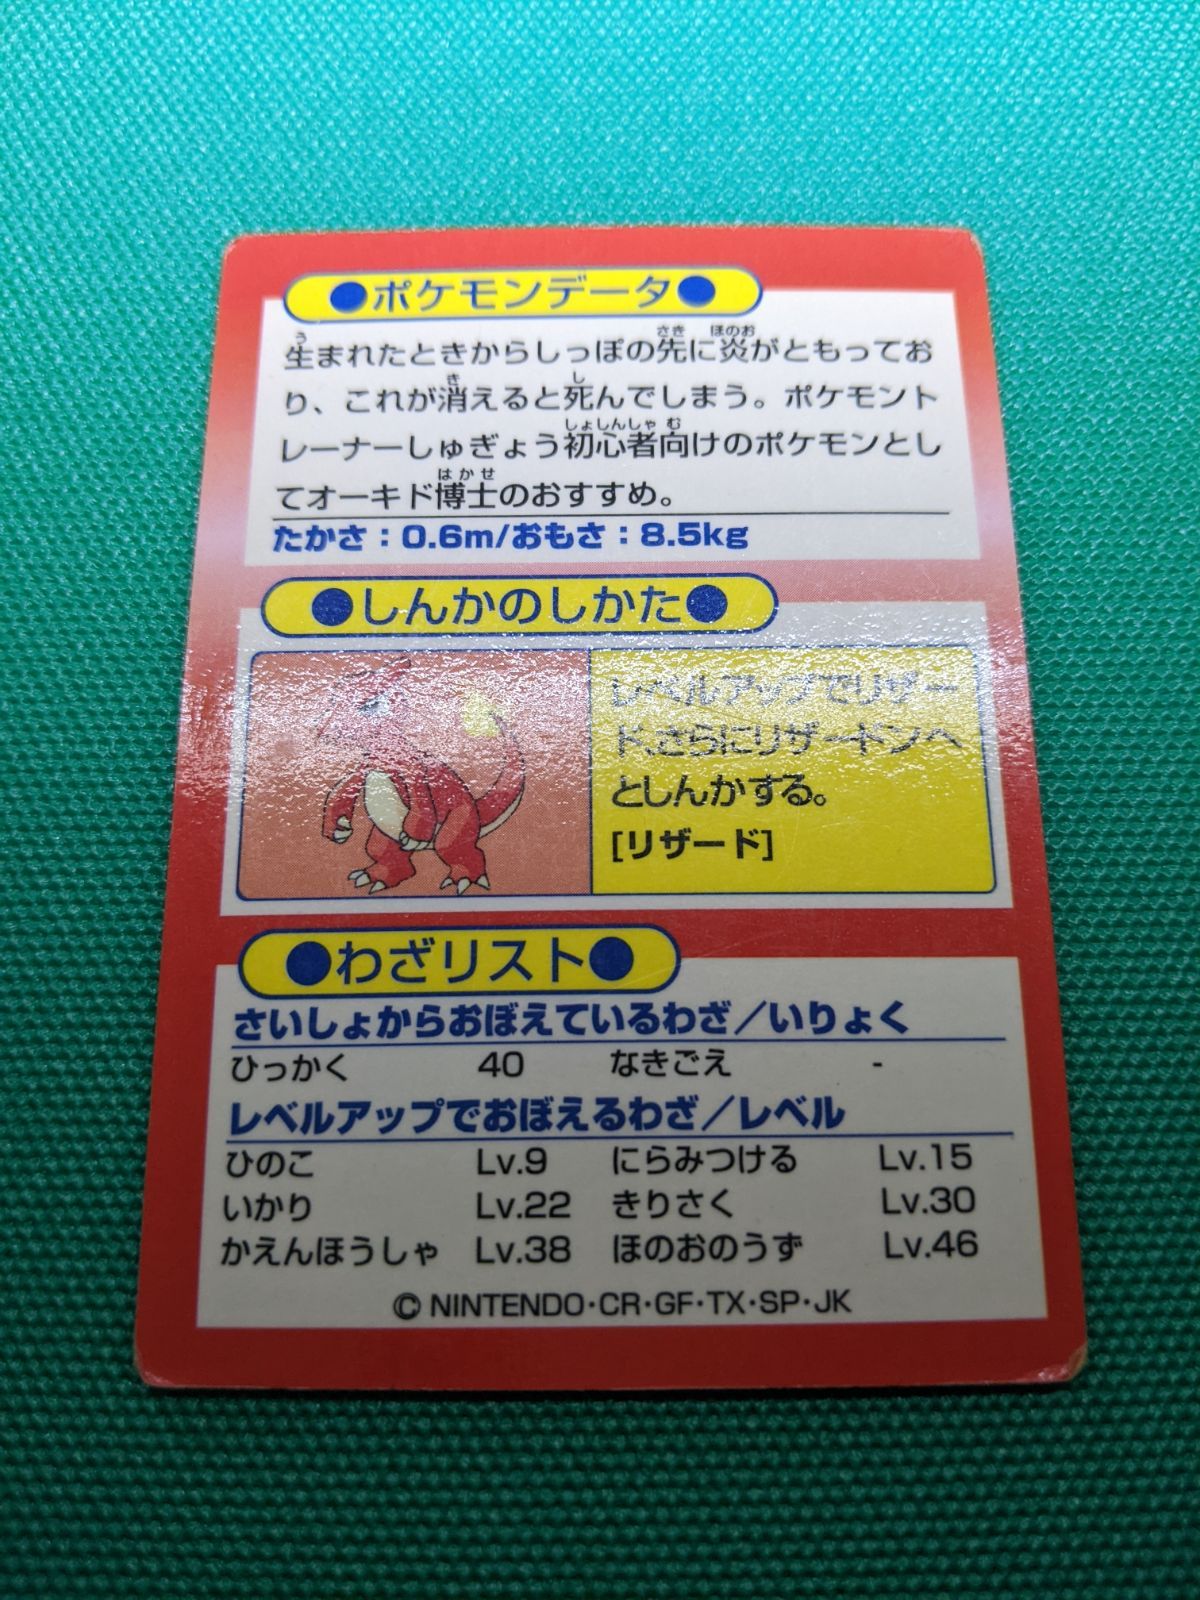 ●ポケモンデータ●
生まれたときからしっぽの先に炎がともってお
り、これが消えると死んでしまう。ポケモント
レーナーしゅぎょう初心者向けのポケモンとし
てオーキド博士のおすすめ。
たかさ：0.6m/おもさ：8.5kg
●しんかのしかた●
レベルアップでリザー
ド、さらにリザードンへ
としんかする。
[リザード]
●わざリスト●
さいしょからおぼえているわざ／いりょく
ひっかく 40 なきごえ -
レベルアップでおぼえるわざ／レベル
ひのこ Lv.9 にらみつける Lv.15
いかり Lv.22 きりさく Lv.30
かえんほうしゃ Lv.38 ほのおのうず Lv.46
© NINTENDO・CR・GF・TX・SP・JK